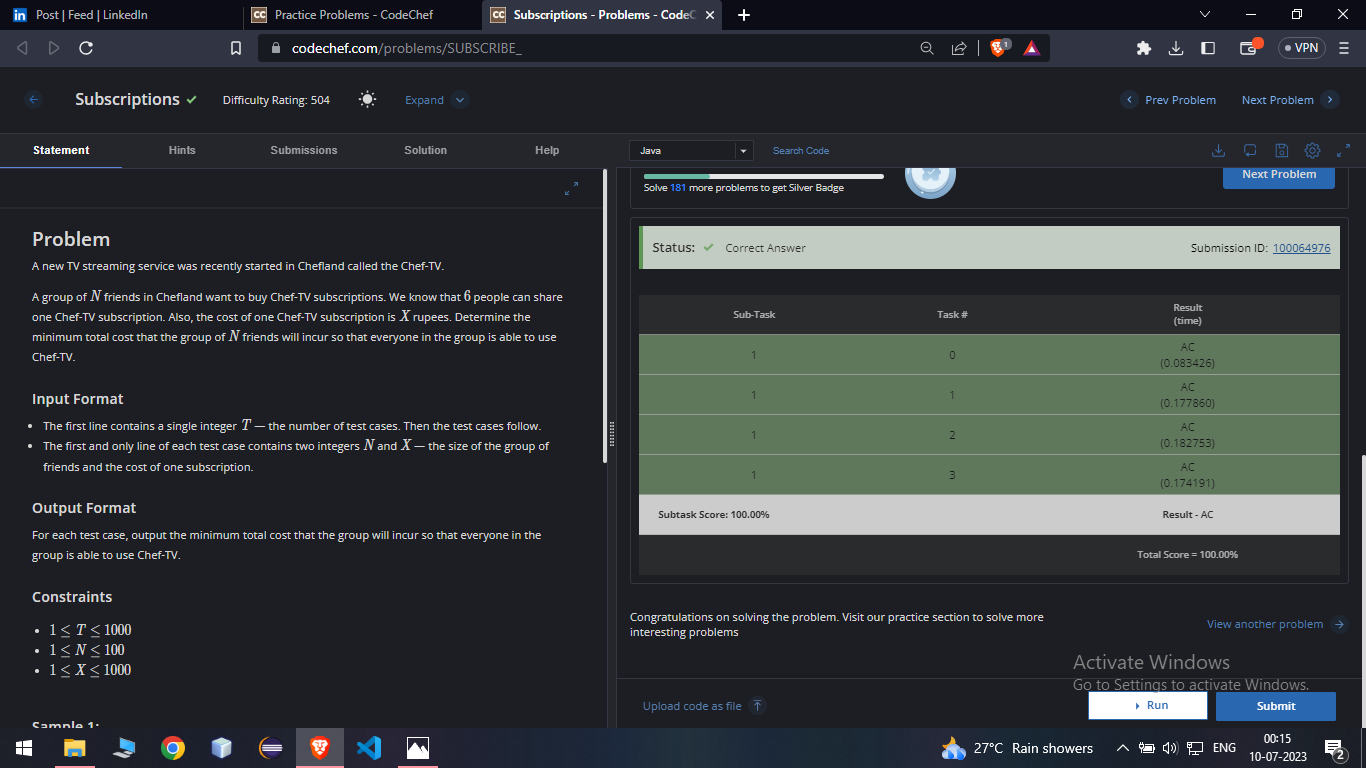 Post | Feed | LinkedIn
Practice Problems - CodeChef
Subscriptions - Problems - CodeC
codechef.com/problems/SUBSCRIBE_
1
VPN
Subscriptions
Difficulty Rating: 504
Expand
Prev Problem
Next Problem
Statement
Hints
Submissions
Solution
Help
Java
Search Code
Problem
A new TV streaming service was recently started in Chefland called the Chef-TV.
A group of N friends in Chefland want to buy Chef-TV subscriptions. We know that 6 people can share
one Chef-TV subscription. Also, the cost of one Chef-TV subscription is X rupees. Determine the
minimum total cost that the group of N friends will incur so that everyone in the group is able to use
Chef-TV.
Input Format
• The first line contains a single integer T — the number of test cases. Then the test cases follow.
• The first and only line of each test case contains two integers N and X — the size of the group of
friends and the cost of one subscription.
Output Format
For each test case, output the minimum total cost that the group will incur so that everyone in the
group is able to use Chef-TV.
Constraints
• 1 ≤ T ≤ 1000
• 1 ≤ N ≤ 100
• 1 ≤ X ≤ 1000
Sample 1:
Solve 181 more problems to get Silver Badge
Next Problem
Status: Correct Answer
Submission ID: 100064976
Sub-Task
Task #
Result
(time)
1 0 AC
(0.083426)
1 1 AC
(0.177860)
1 2 AC
(0.182753)
1 3 AC
(0.174191)
Subtask Score: 100.00%
Result - AC
Total Score = 100.00%
Congratulations on solving the problem. Visit our practice section to solve more
interesting problems
View another problem
Activate Windows
Go to Settings to activate Windows.
Upload code as file
Run
Submit
27°C Rain showers
ENG
00:15
10-07-2023
2